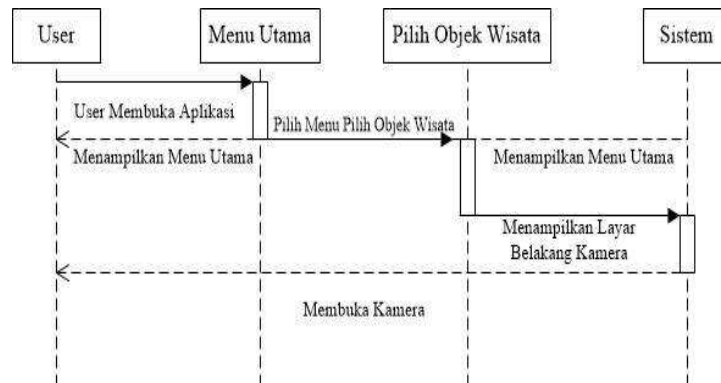 User
Menu Utama
Pilih Objek Wisata
Sistem
User Membuka Aplikasi
Pilih Menu Pilih Objek Wisata
Menampilkan Menu Utama
Menampilkan Menu Utama
Menampilkan Layar
Belakang Kamera
Membuka Kamera